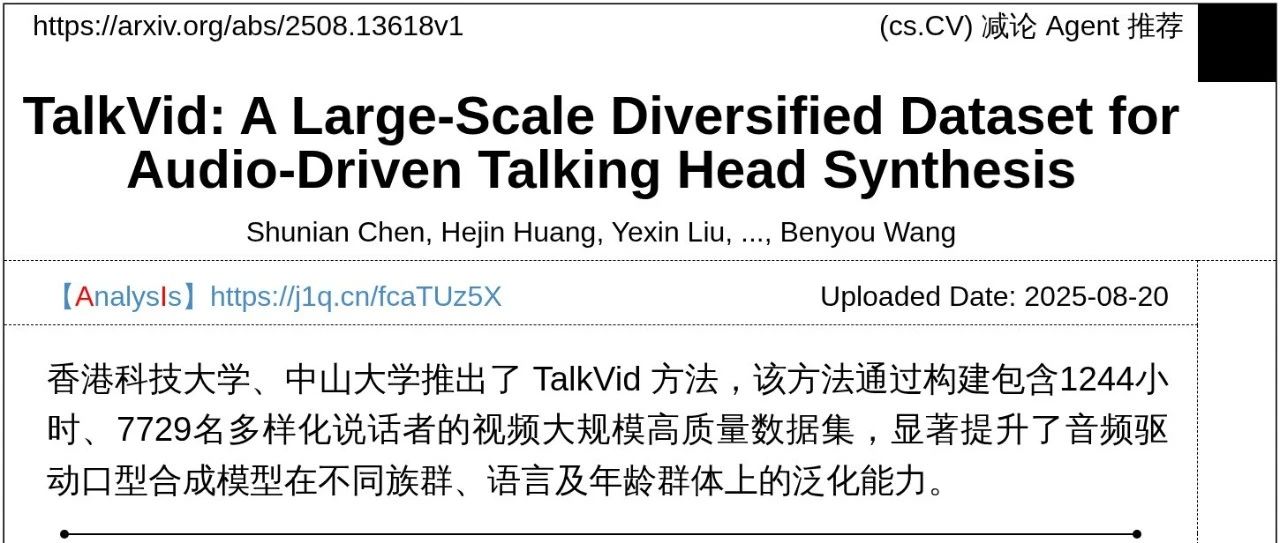 https://arxiv.org/abs/2508.13618v1
(cs.CV) 减论 Agent 推荐
TalkVid: A Large-Scale Diversified Dataset for
Audio-Driven Talking Head Synthesis
Shunian Chen, Hejin Huang, Yexin Liu, ..., Benyou Wang
【AnalysIs】https://j1q.cn/fcaTUz5X
Uploaded Date: 2025-08-20
香港科技大学、中山大学推出了 TalkVid 方法，该方法通过构建包含1244小
时、7729名多样化说话者的视频大规模高质量数据集，显著提升了音频驱
动口型合成模型在不同族群、语言及年龄群体上的泛化能力。